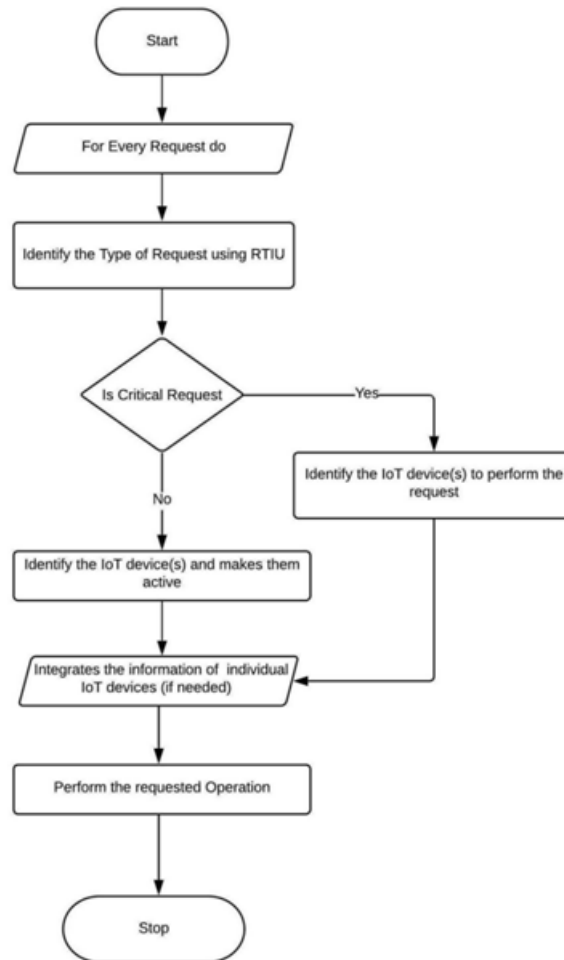 Start
For Every Request do
Identify the Type of Request using RTIU
Is Critical Request
Yes
Identify the IoT device(s) to perform the
request
No
Identify the IoT device(s) and makes them
active
Integrates the information of individual
IoT devices (if needed)
Perform the requested Operation
Stop